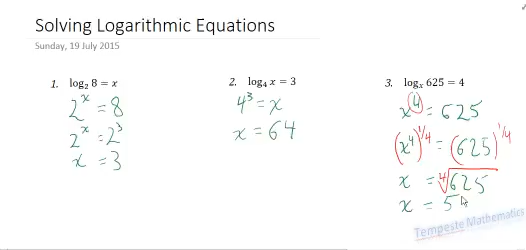 Solving Logarithmic Equations
Sunday, 19 July 2015
1. log₂ 8 = x
2ˣ = 8
2ˣ = 2³
x = 3
2. log₄ x = 3
4³ = x
x = 64
3. logₓ 625 = 4
x⁴ = 625
(x⁴)^1/4 = (625)^1/4
x = ⁴√625
x = 5
Tempeste Mathematics